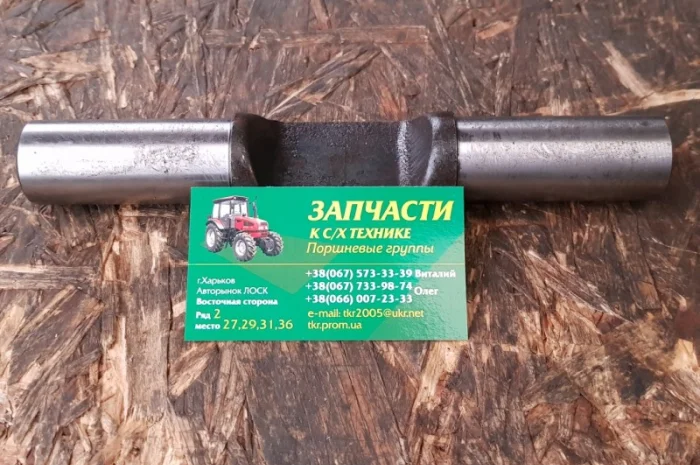 ЗАПЧАСТИ
К С/Х ТЕХНИКЕ
Поршневые группы
+38(067) 573-33-39 Виталий
+38(067) 733-98-74
+38(066) 007-23-33 Олег
e-mail: tkr2005@ukr.net
tkr.prom.ua
г.Харьков
Авторынок ЛОСК
Восточная сторона
Ряд 2
место 27,29,31,36